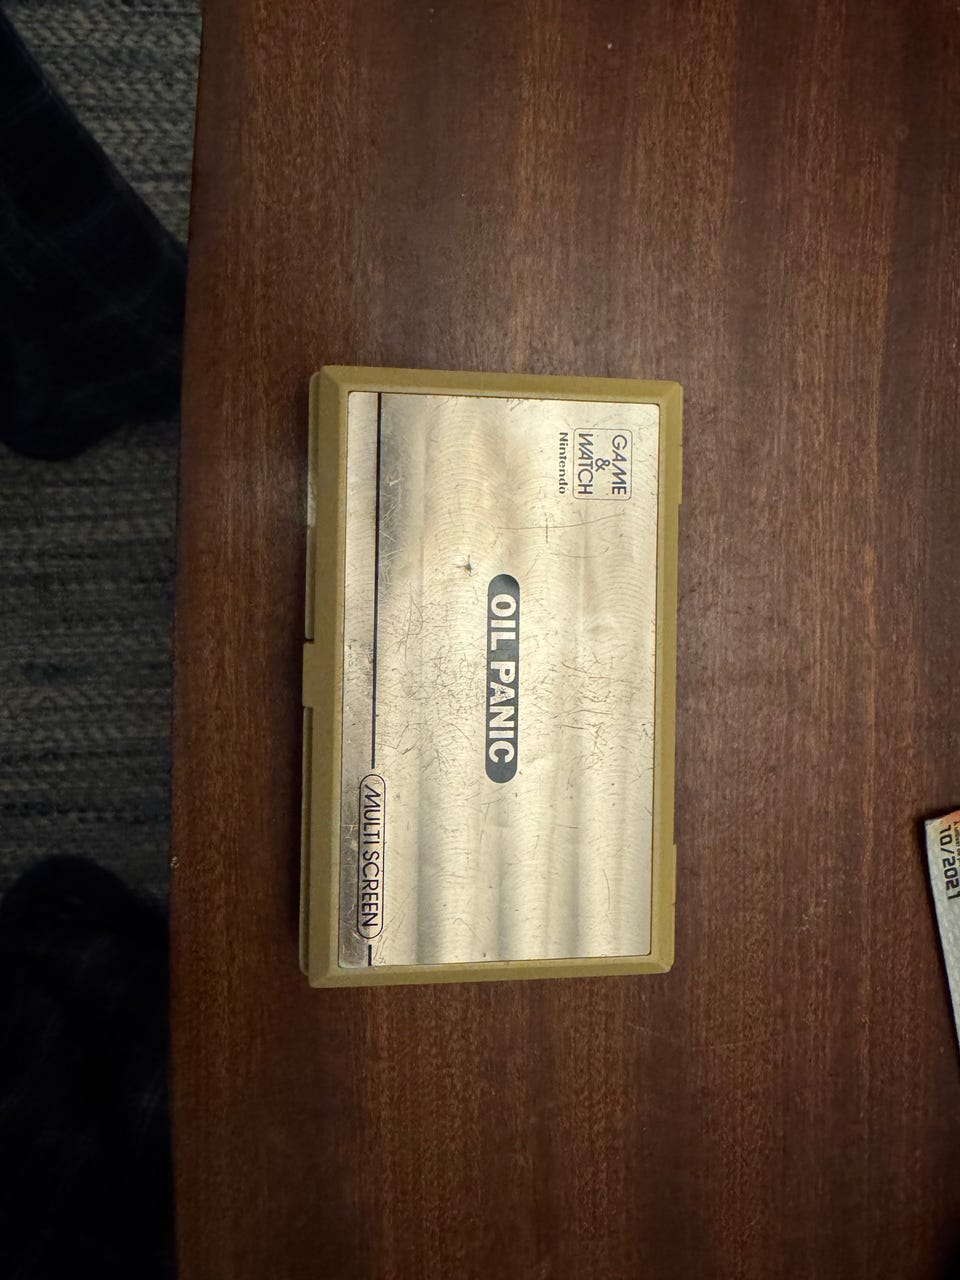 GAME
&
WATCH
Nintendo
OIL PANIC
MULTI SCREEN
10/2021